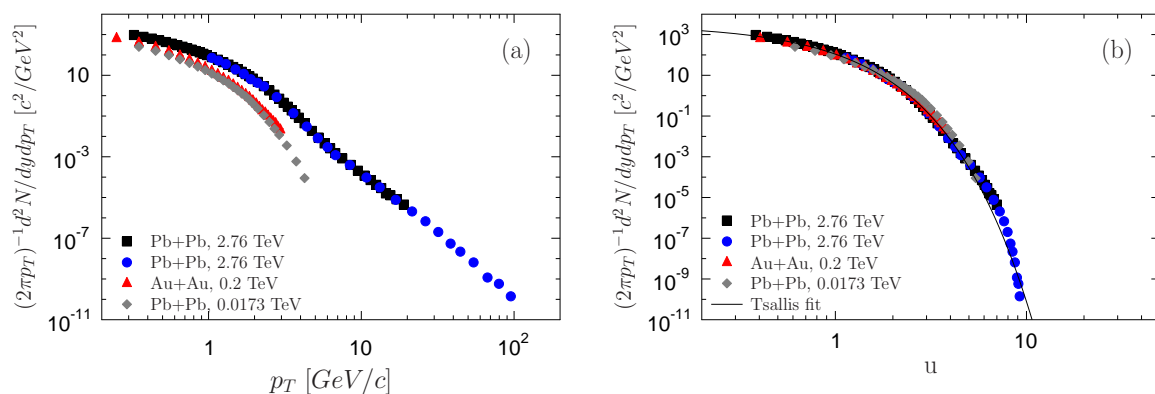 (a)
(2πp_T)^{-1}d^2N/dydp_T [c^2/GeV^2]
10
10^{-3}
10^{-7}
10^{-11}
Pb+Pb, 2.76 TeV
Pb+Pb, 2.76 TeV
Au+Au, 0.2 TeV
Pb+Pb, 0.0173 TeV
1
10
10^2
p_T [GeV/c]
(b)
(2πp_T)^{-1}d^2N/dydp_T [c^2/GeV^2]
10^3
10
10^{-1}
10^{-3}
10^{-5}
10^{-7}
10^{-9}
10^{-11}
Pb+Pb, 2.76 TeV
Pb+Pb, 2.76 TeV
Au+Au, 0.2 TeV
Pb+Pb, 0.0173 TeV
Tsallis fit
1
10
u